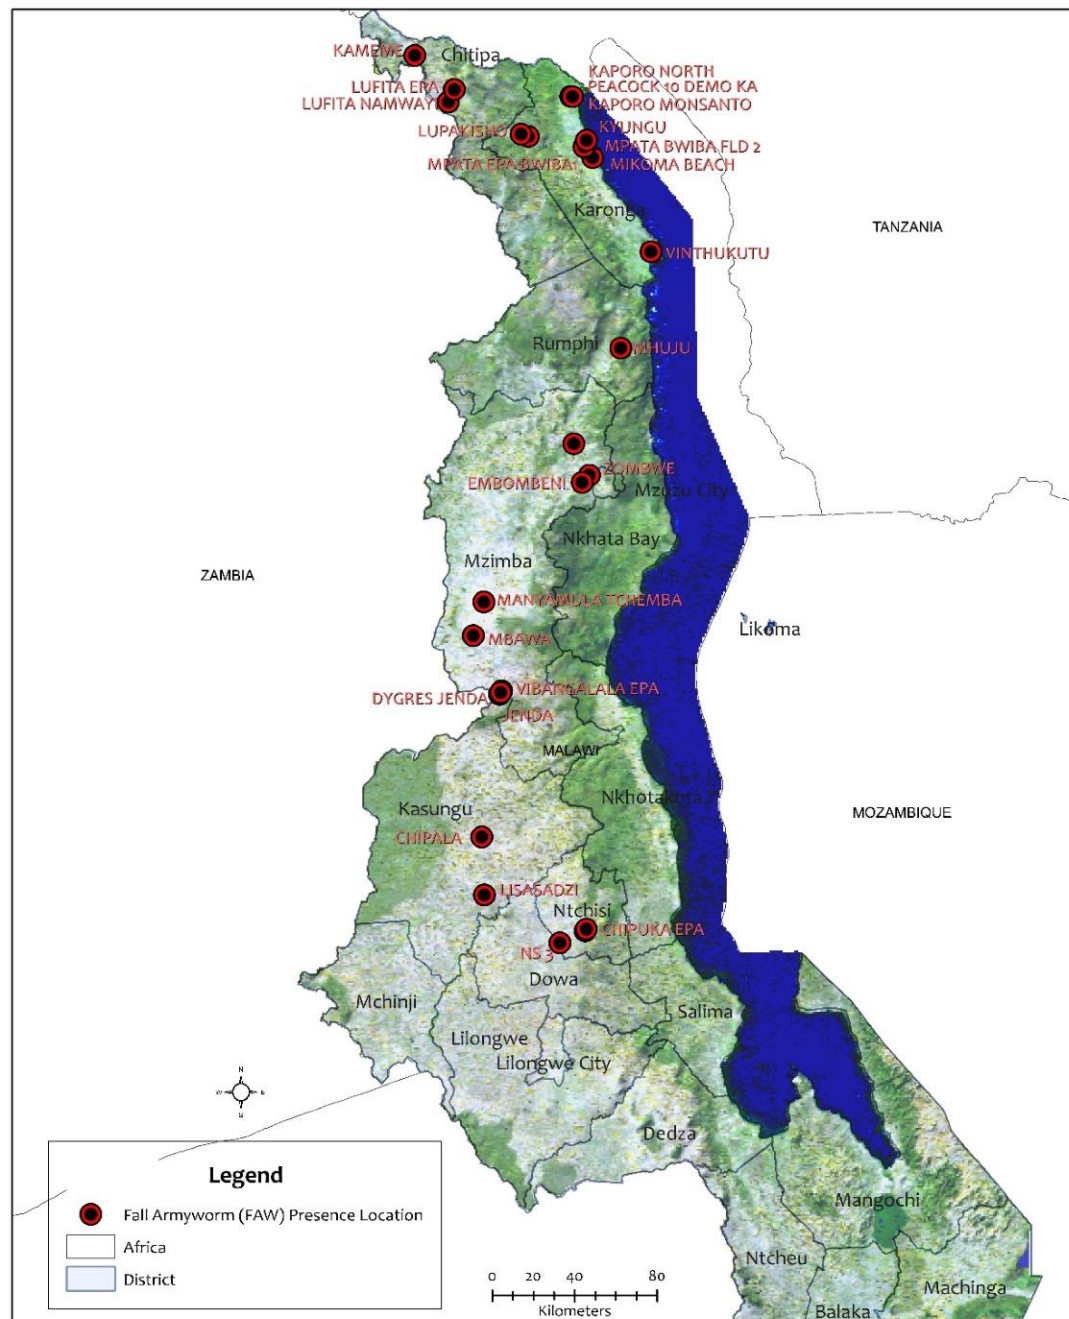 KAMEME
Chitipa
KAPORO NORTH
LUFITA EPA
PEACOCK 10 DEMO KA
LUFITA NAMWAYI
KAPORO MONSANTO
LUPAKISHO
KYUNGU
MPATA BWIBA FLD 2
MPATA EPA BWIBA1
MIKOMA BEACH
Karonga
TANZANIA
VINTHUKUTU
Rumphi
MHUJU
ZOMBWE
EMBOMBENI
Mzuzu City
Nkhata Bay
Mzimba
ZAMBIA
MANYAMULA TCHEMBA
Likoma
MBAWA
VIBANGALALA EPA
DYGRES JENDA
JENDA
MALAWI
Nkhotakota
Kasungu
MOZAMBIQUE
CHIPALA
LISASADZI
Ntchisi
CHIPUKA EPA
NS 3
Dowa
Mchinji
Salima
Lilongwe
Lilongwe City
N
W E
S
Dedza
Legend
Fall Armyworm (FAW) Presence Location
Africa
District
Mangochi
Ntcheu
Machinga
Balaka
0 20 40 80
Kilometers